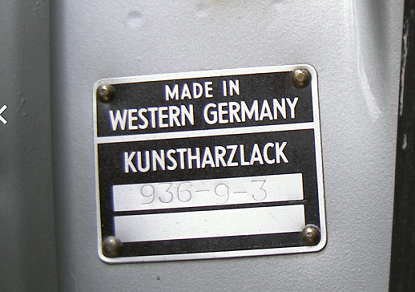 MADE IN
WESTERN GERMANY
KUNSTHARZLACK
936-9-3